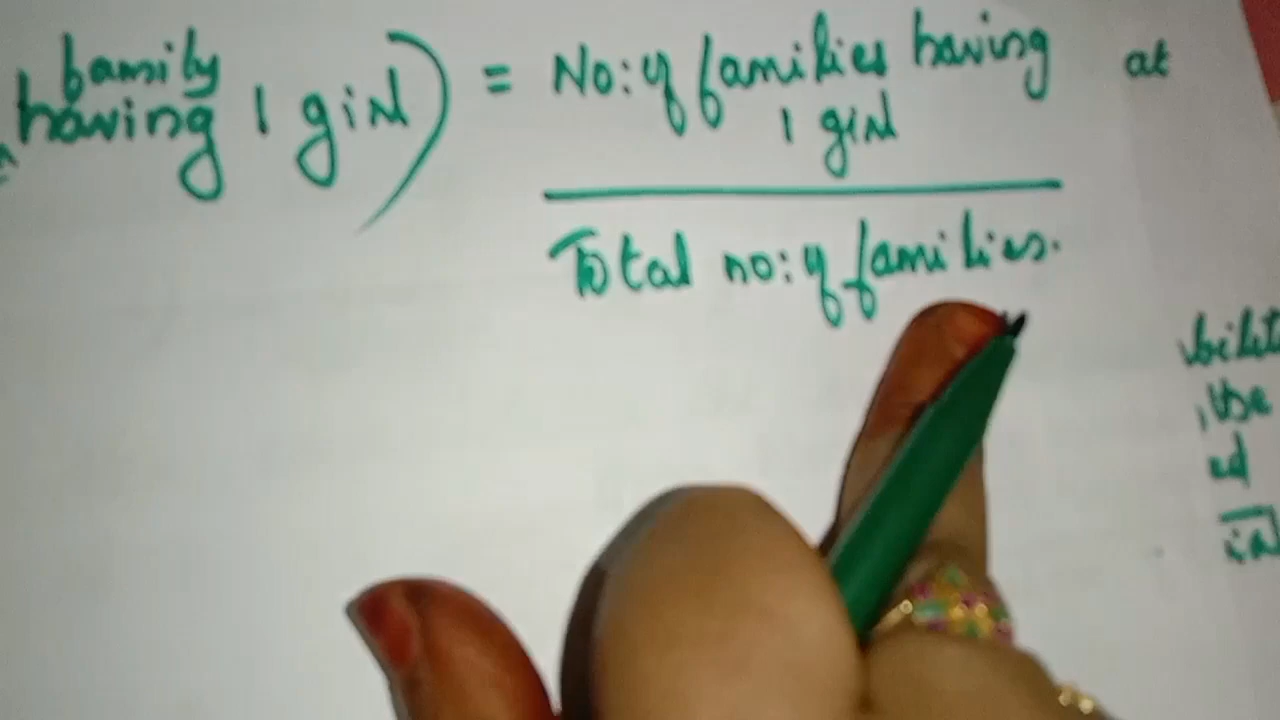 family
having 1 girl) = No: of families having
1 girl
Total no: of families.
at